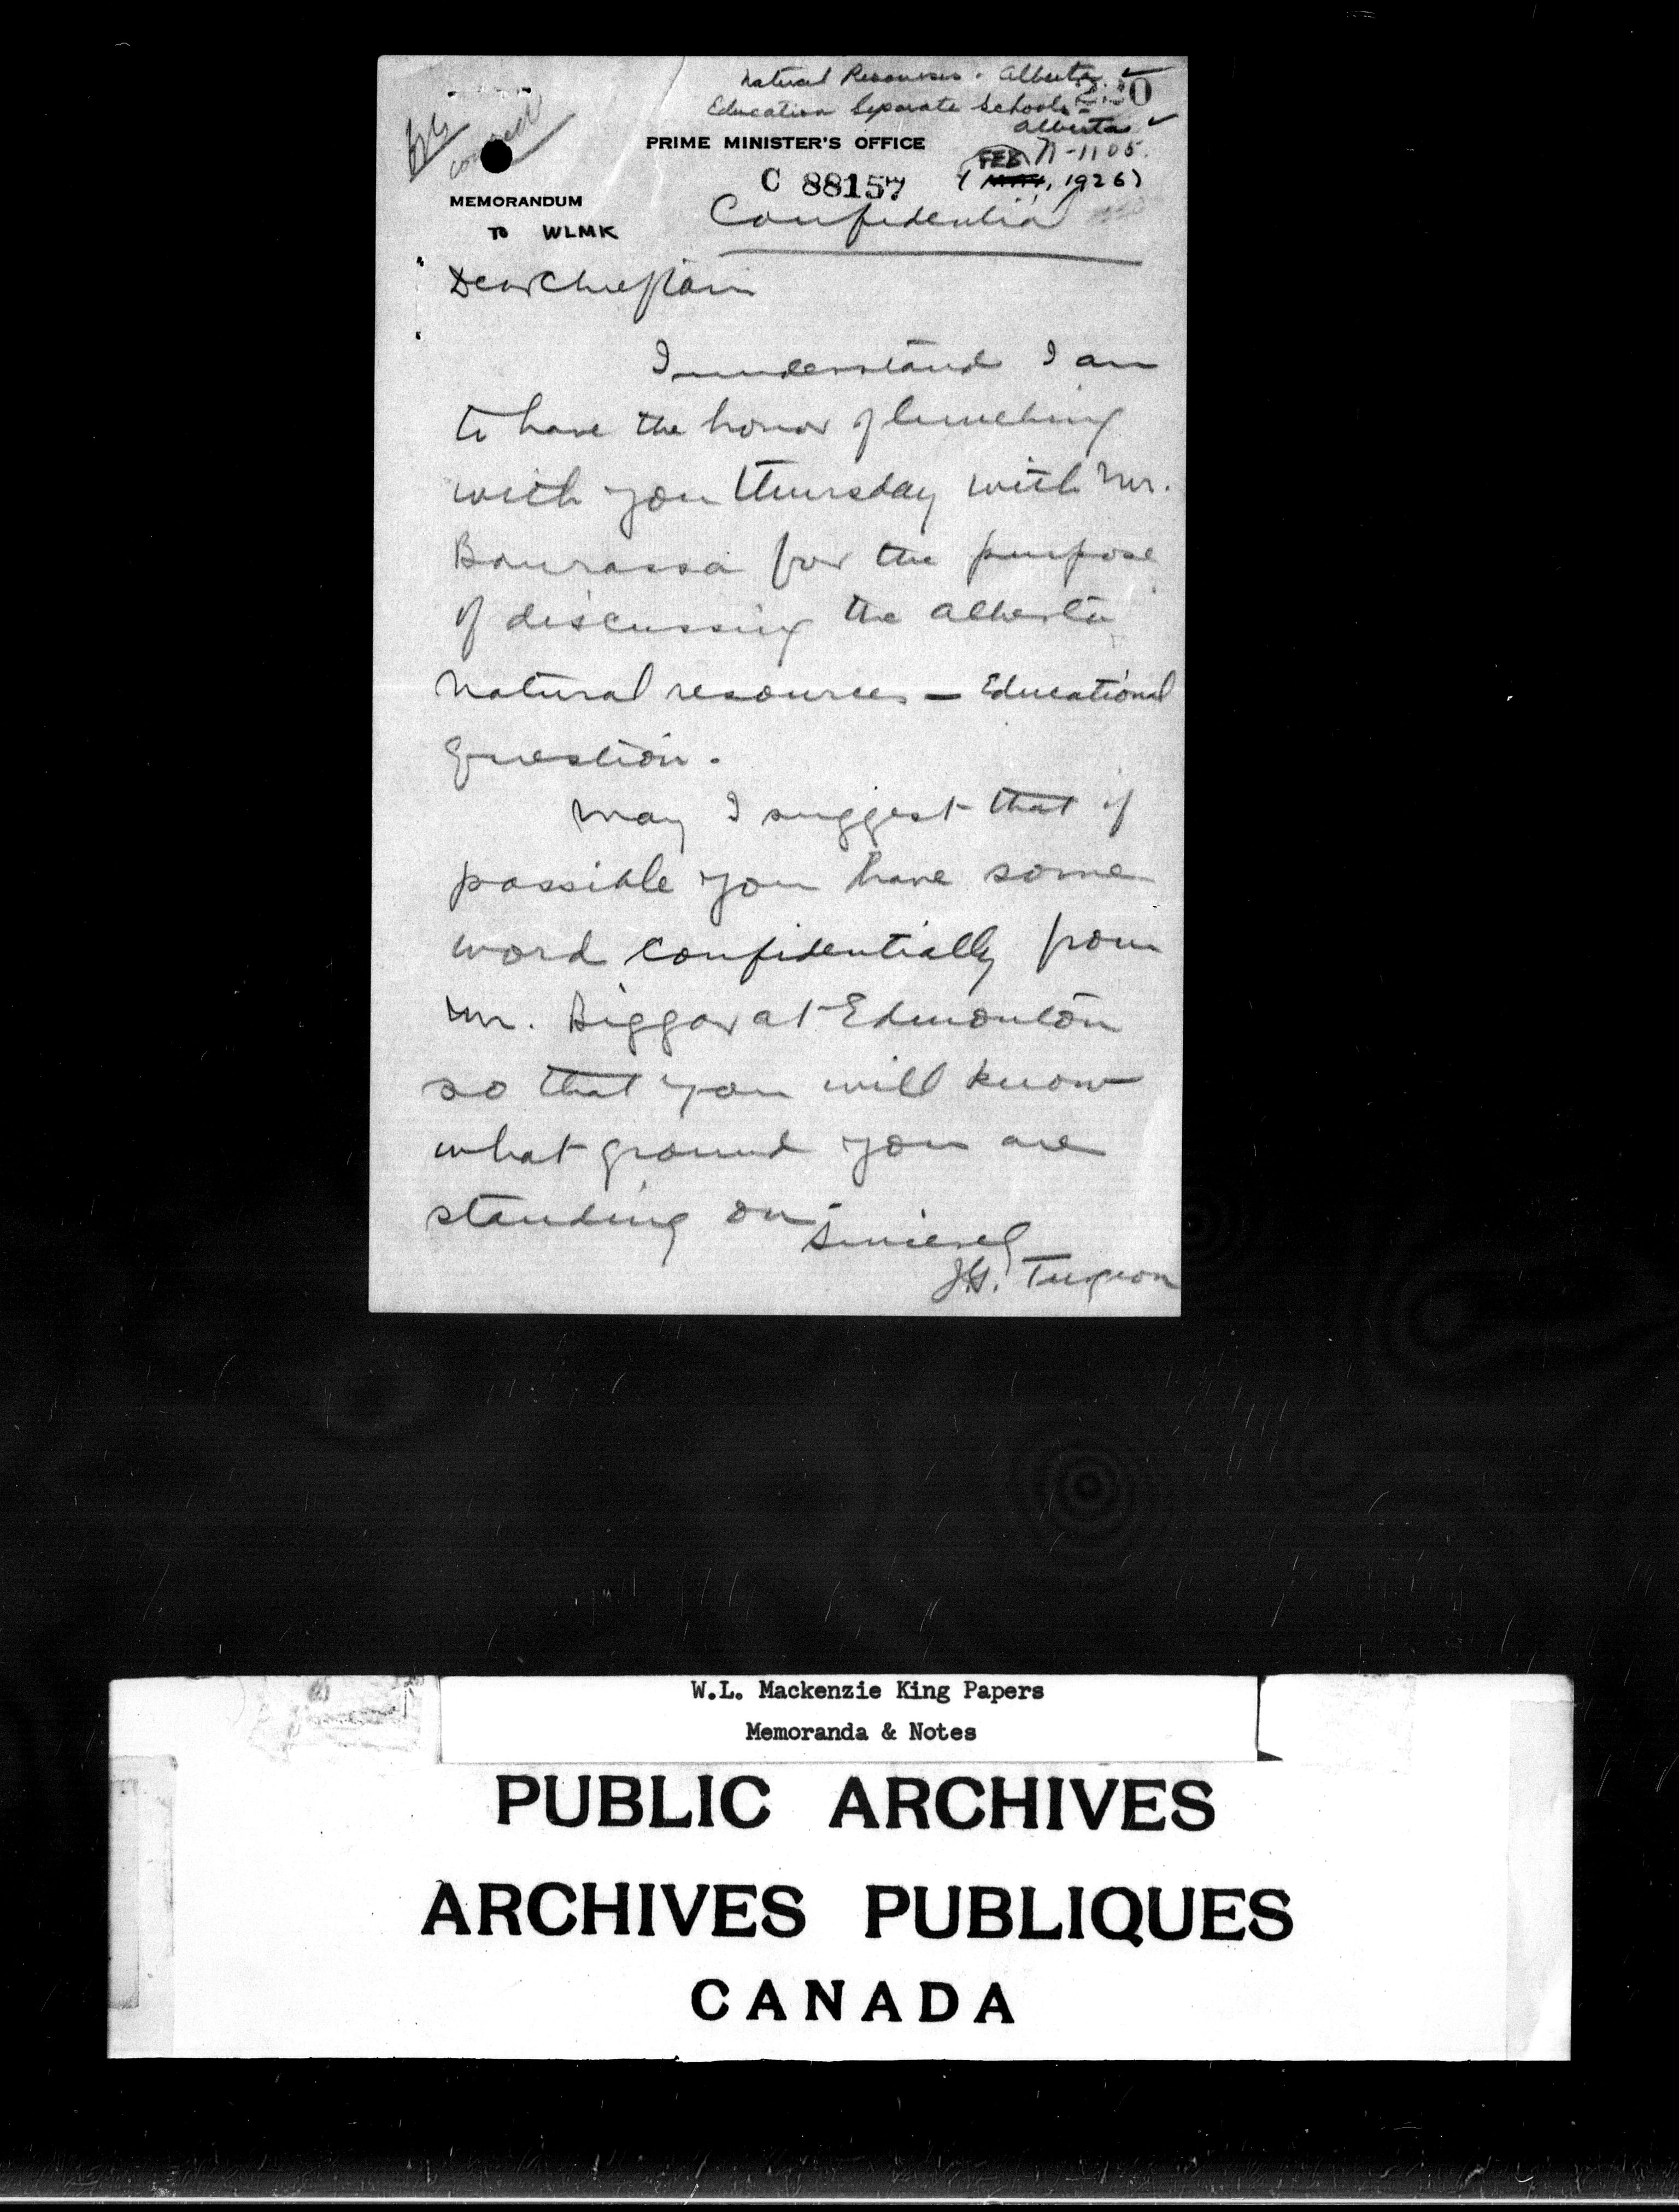 Natural Resources - Alberta ✓
Education Separate Schools -
Alberta ✓
PRIME MINISTER'S OFFICE
FEB N-1105.
C 88157
(MAY, 1926)
MEMORANDUM
Confidential
TO WLMK
Dear Chieftain
I understand I am
to have the honor of lunching
with you Thursday with Mr.
Bourassa for the purpose
of discussing the Alberta
natural resources — Educational
question.
May I suggest that if
possible you have some
word confidentially from
Mr. Biggar at Edmonton
so that you will know
what ground you are
standing on.
Sincerely
J.G. Turgeon
W.L. Mackenzie King Papers
Memoranda & Notes
PUBLIC ARCHIVES
ARCHIVES PUBLIQUES
CANADA